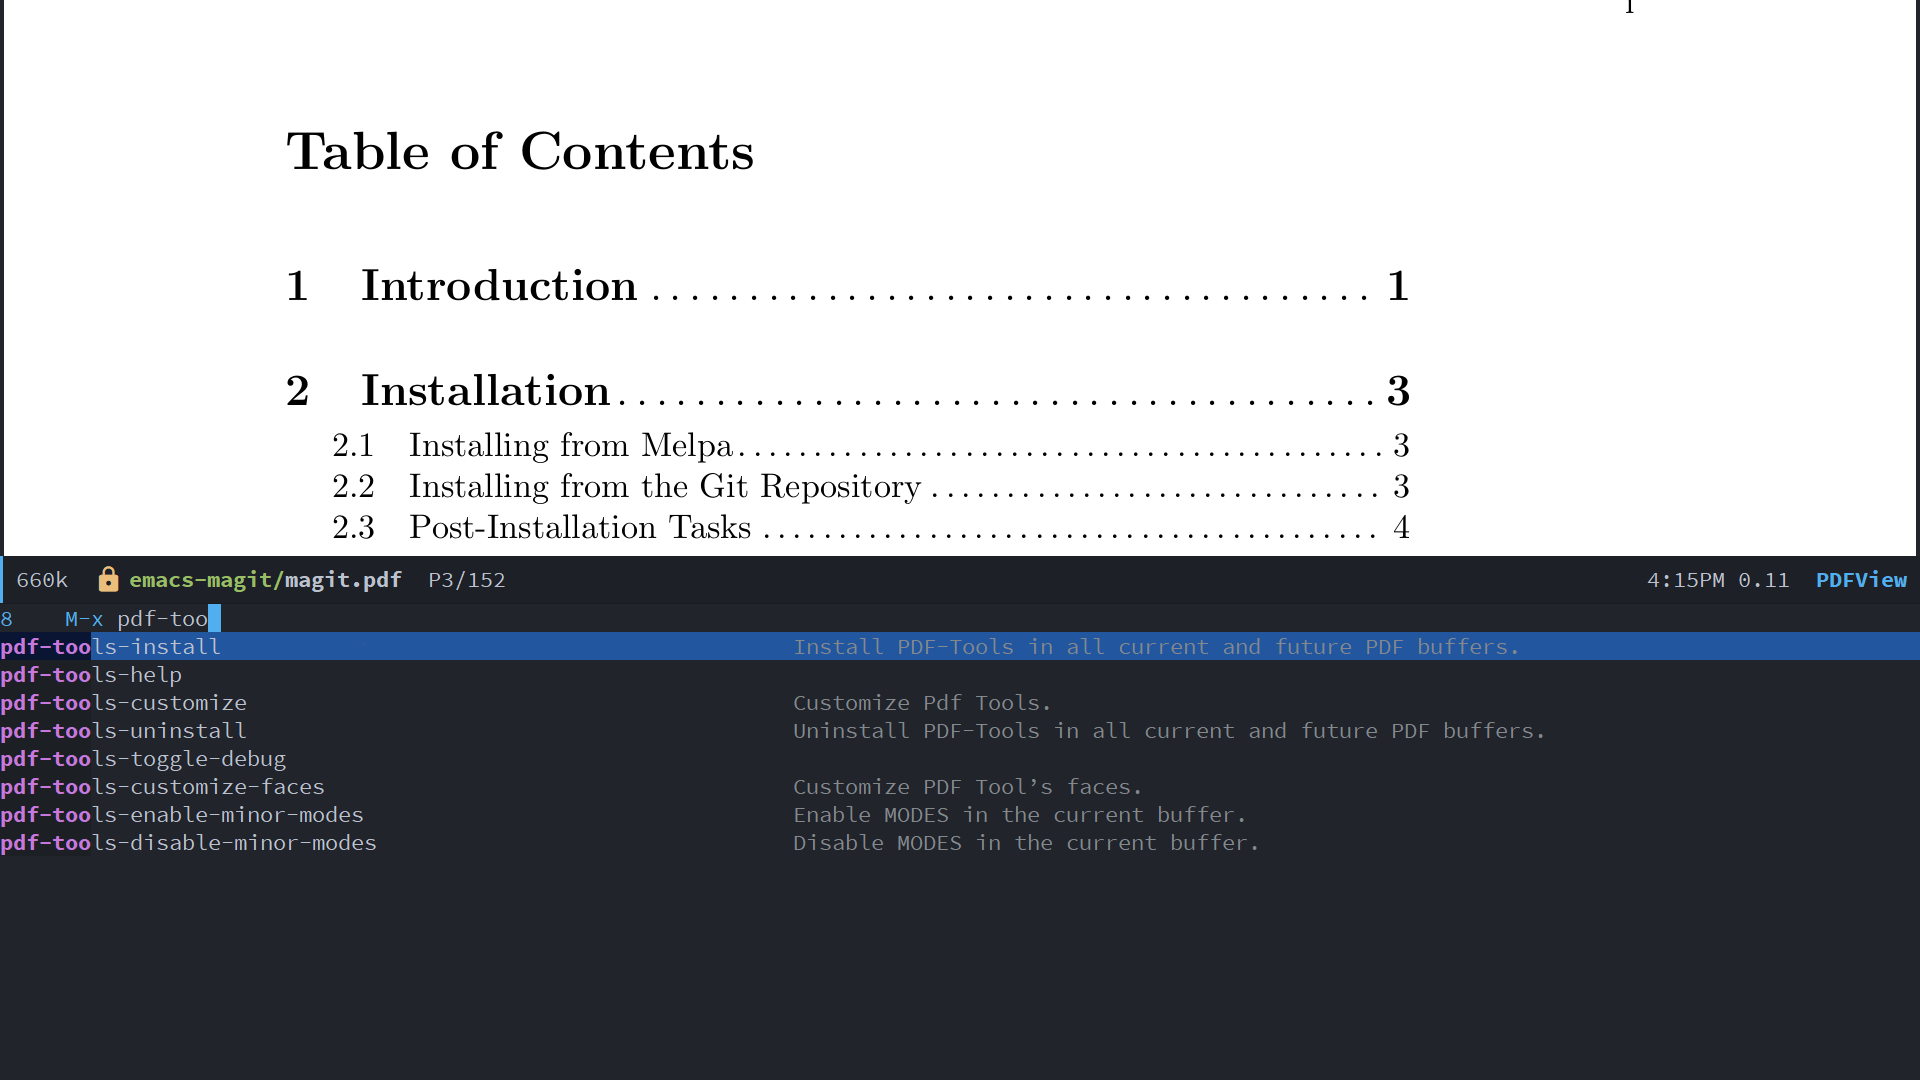 Table of Contents
1 Introduction . . . . . . . . . . . . . . . . . . . . . . . . . . . . . . . . . . . . . 1
2 Installation . . . . . . . . . . . . . . . . . . . . . . . . . . . . . . . . . . . . . . . 3
2.1 Installing from Melpa . . . . . . . . . . . . . . . . . . . . . . . . . . . . . . . . . . . . . . . . . . . 3
2.2 Installing from the Git Repository . . . . . . . . . . . . . . . . . . . . . . . . . . . . . . 3
2.3 Post-Installation Tasks . . . . . . . . . . . . . . . . . . . . . . . . . . . . . . . . . . . . . . . . . 4
660k emacs-magit/magit.pdf P3/152 4:15PM 0.11 PDFView
8 M-x pdf-too
pdf-tools-install Install PDF-Tools in all current and future PDF buffers.
pdf-tools-help
pdf-tools-customize Customize Pdf Tools.
pdf-tools-uninstall Uninstall PDF-Tools in all current and future PDF buffers.
pdf-tools-toggle-debug
pdf-tools-customize-faces Customize PDF Tool’s faces.
pdf-tools-enable-minor-modes Enable MODES in the current buffer.
pdf-tools-disable-minor-modes Disable MODES in the current buffer.